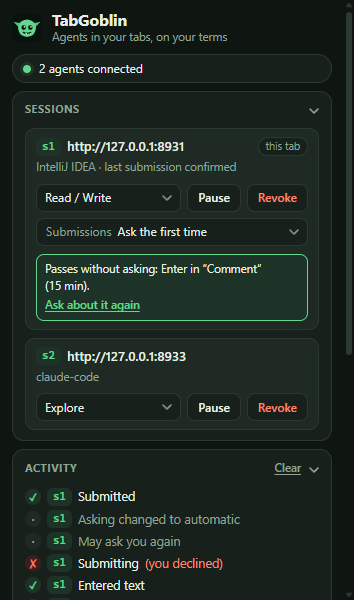 TabGoblin
Agents in your tabs, on your terms
2 agents connected
SESSIONS
s1 http://127.0.0.1:8931 this tab
IntelliJ IDEA · last submission confirmed
Read / Write Pause Revoke
Submissions Ask the first time
Passes without asking: Enter in “Comment”
(15 min).
Ask about it again
s2 http://127.0.0.1:8933
claude-code
Explore Pause Revoke
ACTIVITY Clear
✓ s1 Submitted
· s1 Asking changed to automatic
· s1 May ask you again
✗ s1 Submitting (you declined)
✓ s1 Entered text